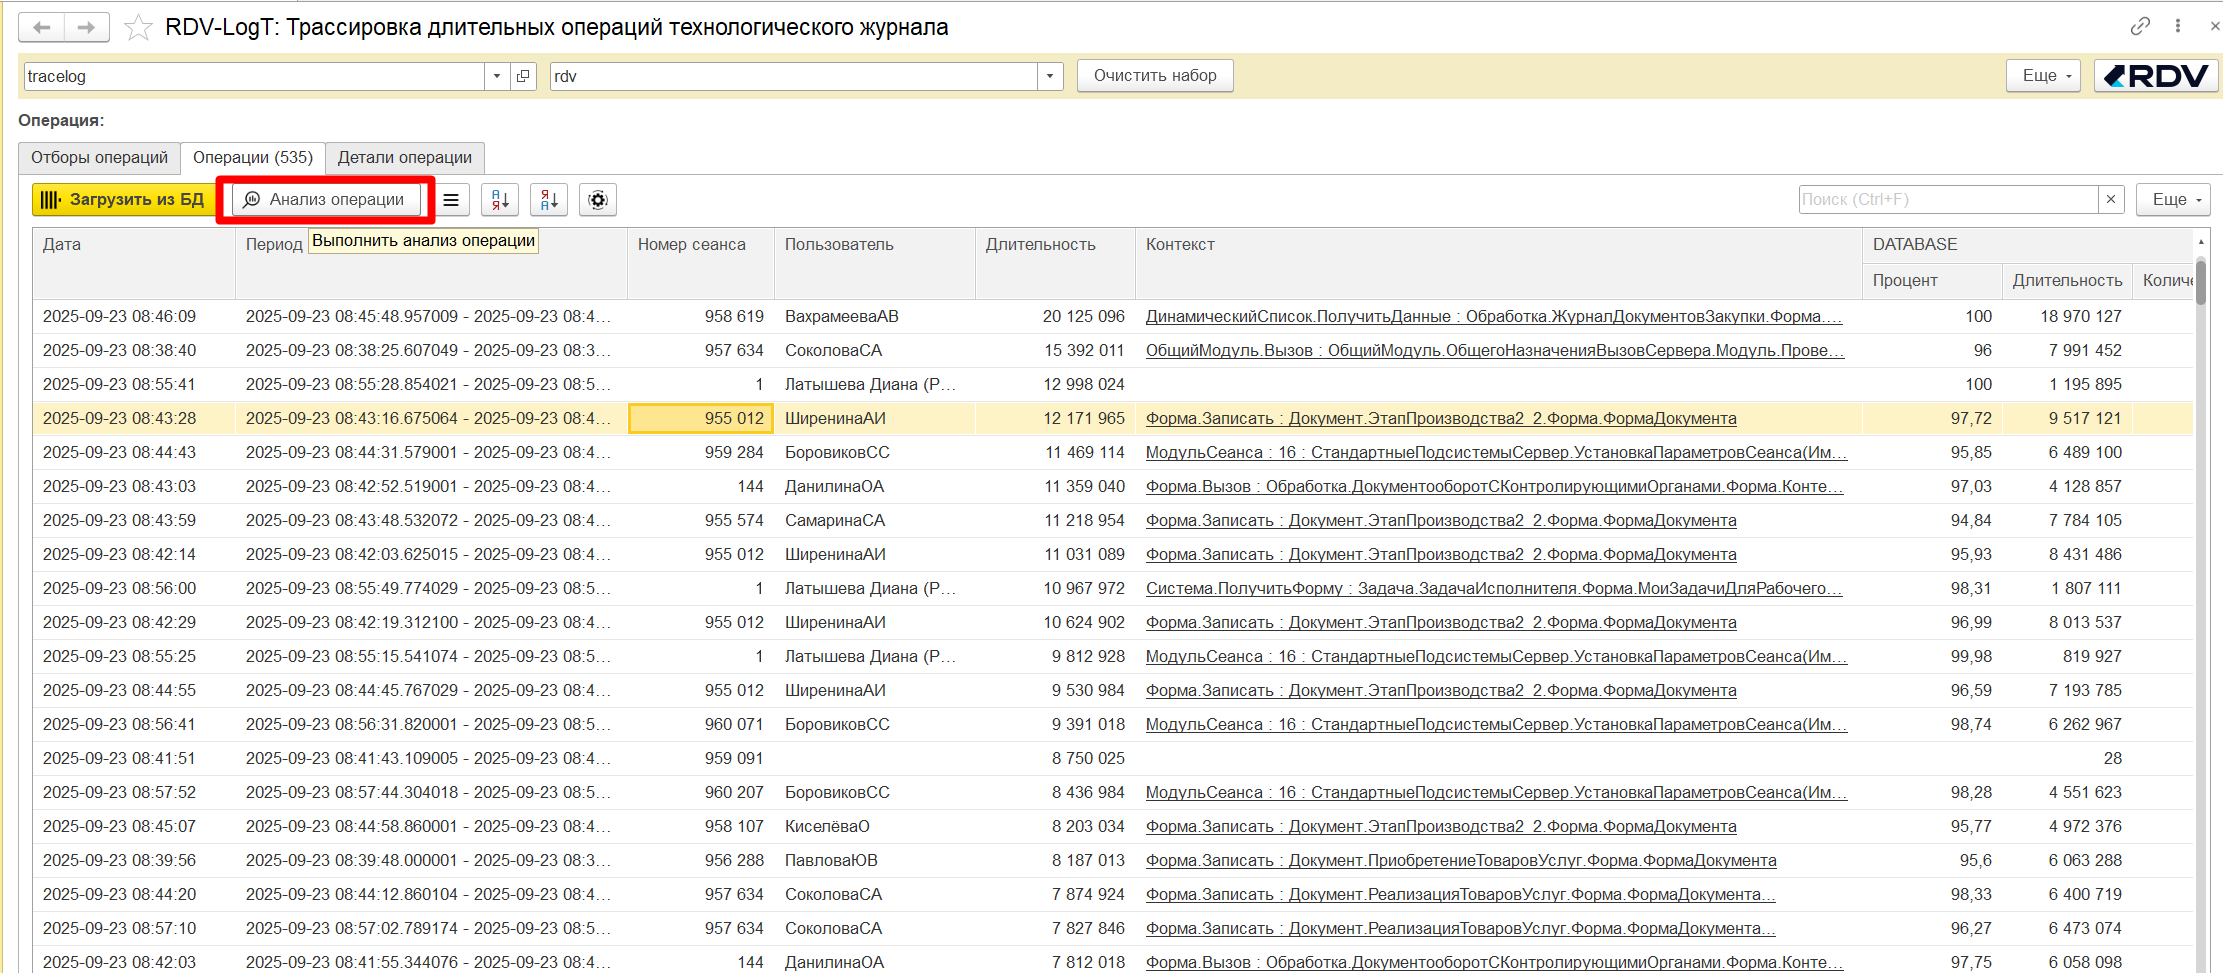 RDV-LogT: Трассировка длительных операций технологического журнала
tracelog rdv Очистить набор Еще RDV
Операция:
Отборы операций Операции (535) Детали операции
Загрузить из БД Анализ операции Поиск (Ctrl+F) Еще
Выполнить анализ операции
Дата Период Номер сеанса Пользователь Длительность Контекст DATABASE
Процент Длительность Количе
2025-09-23 08:46:09 2025-09-23 08:45:48.957009 - 2025-09-23 08:4... 958 619 ВахрамееваАВ 20 125 096 ДинамическийСписок.ПолучитьДанные : Обработка.ЖурналДокументовЗакупки.Форма.... 100 18 970 127
2025-09-23 08:38:40 2025-09-23 08:38:25.607049 - 2025-09-23 08:3... 957 634 СоколоваСА 15 392 011 ОбщийМодуль.Вызов : ОбщийМодуль.ОбщегоНазначенияВызовСервера.Модуль.Прове... 96 7 991 452
2025-09-23 08:55:41 2025-09-23 08:55:28.854021 - 2025-09-23 08:5... 1 Латышева Диана (Р... 12 998 024 100 1 195 895
2025-09-23 08:43:28 2025-09-23 08:43:16.675064 - 2025-09-23 08:4... 955 012 ШиренинаАИ 12 171 965 Форма.Записать : Документ.ЭтапПроизводства2_2.Форма.ФормаДокумента 97,72 9 517 121
2025-09-23 08:44:43 2025-09-23 08:44:31.579001 - 2025-09-23 08:4... 959 284 БоровиковСС 11 469 114 МодульСеанса : 16 : СтандартныеПодсистемыСервер.УстановкаПараметровСеанса(Им... 95,85 6 489 100
2025-09-23 08:43:03 2025-09-23 08:42:52.519001 - 2025-09-23 08:4... 144 ДанилинаОА 11 359 040 Форма.Вызов : Обработка.ДокументооборотСКонтролирующимиОрганами.Форма.Конте... 97,03 4 128 857
2025-09-23 08:43:59 2025-09-23 08:43:48.532072 - 2025-09-23 08:4... 955 574 СамаринаСА 11 218 954 Форма.Записать : Документ.ЭтапПроизводства2_2.Форма.ФормаДокумента 94,84 7 784 105
2025-09-23 08:42:14 2025-09-23 08:42:03.625015 - 2025-09-23 08:4... 955 012 ШиренинаАИ 11 031 089 Форма.Записать : Документ.ЭтапПроизводства2_2.Форма.ФормаДокумента 95,93 8 431 486
2025-09-23 08:56:00 2025-09-23 08:55:49.774029 - 2025-09-23 08:5... 1 Латышева Диана (Р... 10 967 972 Система.ПолучитьФорму : Задача.ЗадачаИсполнителя.Форма.МоиЗадачиДляРабочего... 98,31 1 807 111
2025-09-23 08:42:29 2025-09-23 08:42:19.312100 - 2025-09-23 08:4... 955 012 ШиренинаАИ 10 624 902 Форма.Записать : Документ.ЭтапПроизводства2_2.Форма.ФормаДокумента 96,99 8 013 537
2025-09-23 08:55:25 2025-09-23 08:55:15.541074 - 2025-09-23 08:5... 1 Латышева Диана (Р... 9 812 928 МодульСеанса : 16 : СтандартныеПодсистемыСервер.УстановкаПараметровСеанса(Им... 99,98 819 927
2025-09-23 08:44:55 2025-09-23 08:44:45.767029 - 2025-09-23 08:4... 955 012 ШиренинаАИ 9 530 984 Форма.Записать : Документ.ЭтапПроизводства2_2.Форма.ФормаДокумента 96,59 7 193 785
2025-09-23 08:56:41 2025-09-23 08:56:31.820001 - 2025-09-23 08:5... 960 071 БоровиковСС 9 391 018 МодульСеанса : 16 : СтандартныеПодсистемыСервер.УстановкаПараметровСеанса(Им... 98,74 6 262 967
2025-09-23 08:41:51 2025-09-23 08:41:43.109005 - 2025-09-23 08:4... 959 091 8 750 025 28
2025-09-23 08:57:52 2025-09-23 08:57:44.304018 - 2025-09-23 08:5... 960 207 БоровиковСС 8 436 984 МодульСеанса : 16 : СтандартныеПодсистемыСервер.УстановкаПараметровСеанса(Им... 98,28 4 551 623
2025-09-23 08:45:07 2025-09-23 08:44:58.860001 - 2025-09-23 08:4... 958 107 КиселёваО 8 203 034 Форма.Записать : Документ.ЭтапПроизводства2_2.Форма.ФормаДокумента 95,77 4 972 376
2025-09-23 08:39:56 2025-09-23 08:39:48.000001 - 2025-09-23 08:3... 956 288 ПавловаЮВ 8 187 013 Форма.Записать : Документ.ПриобретениеТоваровУслуг.Форма.ФормаДокумента 95,6 6 063 288
2025-09-23 08:44:20 2025-09-23 08:44:12.860104 - 2025-09-23 08:4... 957 634 СоколоваСА 7 874 924 Форма.Записать : Документ.РеализацияТоваровУслуг.Форма.ФормаДокумента... 98,33 6 400 719
2025-09-23 08:57:10 2025-09-23 08:57:02.789174 - 2025-09-23 08:5... 957 634 СоколоваСА 7 827 846 Форма.Записать : Документ.РеализацияТоваровУслуг.Форма.ФормаДокумента... 96,27 6 473 074
2025-09-23 08:42:03 2025-09-23 08:41:55.344076 - 2025-09-23 08:4... 144 ДанилинаОА 7 812 018 Форма.Вызов : Обработка.ДокументооборотСКонтролирующимиОрганами.Форма.Конте... 97,75 6 058 098